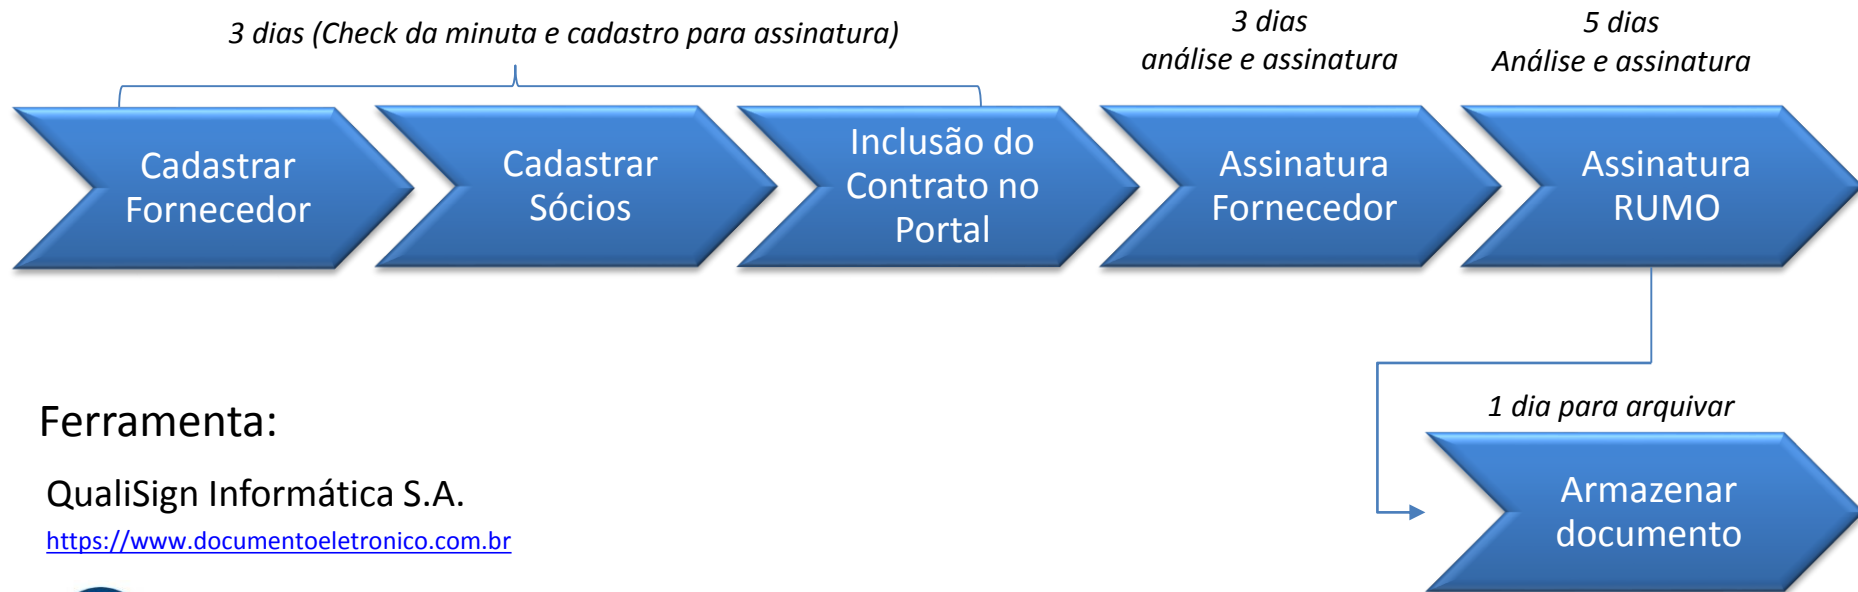 3 dias (Check da minuta e cadastro para assinatura)
3 dias
análise e assinatura
5 dias
Análise e assinatura
Cadastrar
Fornecedor
Cadastrar
Sócios
Inclusão do
Contrato no
Portal
Assinatura
Fornecedor
Assinatura
RUMO
1 dia para arquivar
Armazenar
documento
Ferramenta:
QualiSign Informática S.A.
https://www.documentoeletronico.com.br